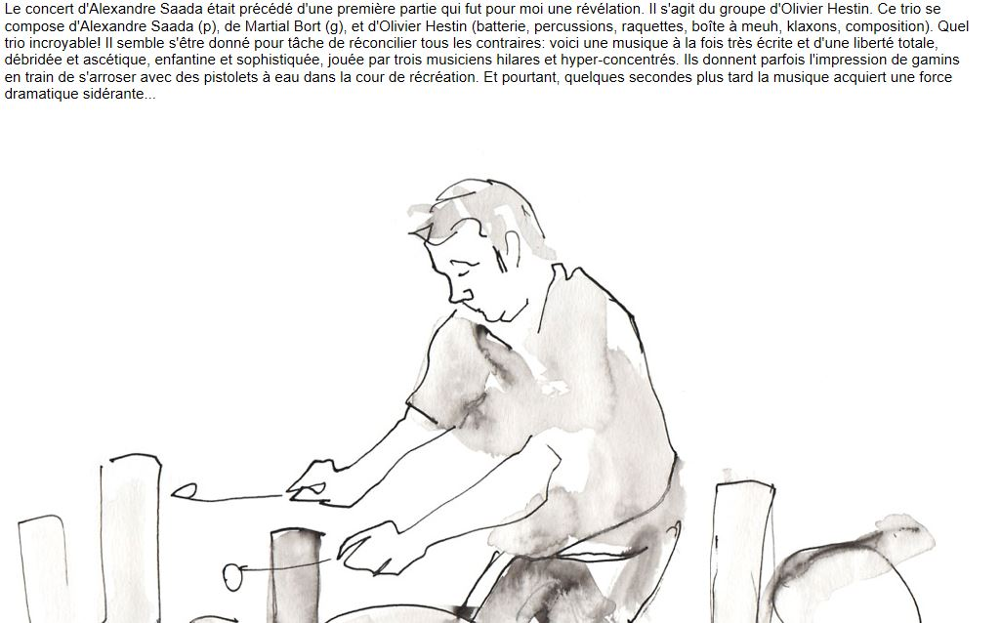 Le concert d'Alexandre Saada était précédé d'une première partie qui fut pour moi une révélation. Il s'agit du groupe d'Olivier Hestin. Ce trio se
compose d'Alexandre Saada (p), de Martial Bort (g), et d'Olivier Hestin (batterie, percussions, raquettes, boîte à meuh, klaxons, composition). Quel
trio incroyable! Il semble s'être donné pour tâche de réconcilier tous les contraires: voici une musique à la fois très écrite et d'une liberté totale,
débridée et ascétique, enfantine et sophistiquée, jouée par trois musiciens hilares et hyper-concentrés. Ils donnent parfois l'impression de gamins
en train de s'arroser avec des pistolets à eau dans la cour de récréation. Et pourtant, quelques secondes plus tard la musique acquiert une force
dramatique sidérante...